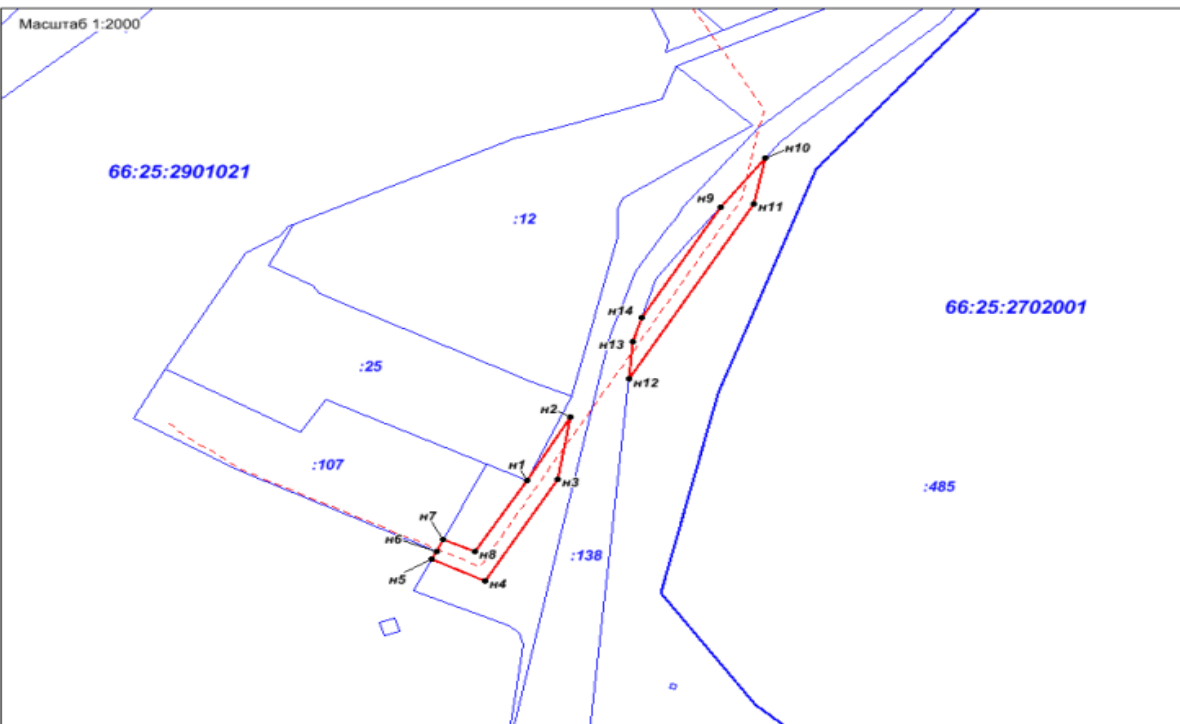 Масштаб 1:2000
н10
66:25:2901021
н9
н11
:12
66:25:2702001
н14
н13
:25
н12
н2
:107
н1
н3
:485
н7
н6
н8
:138
н5
н4